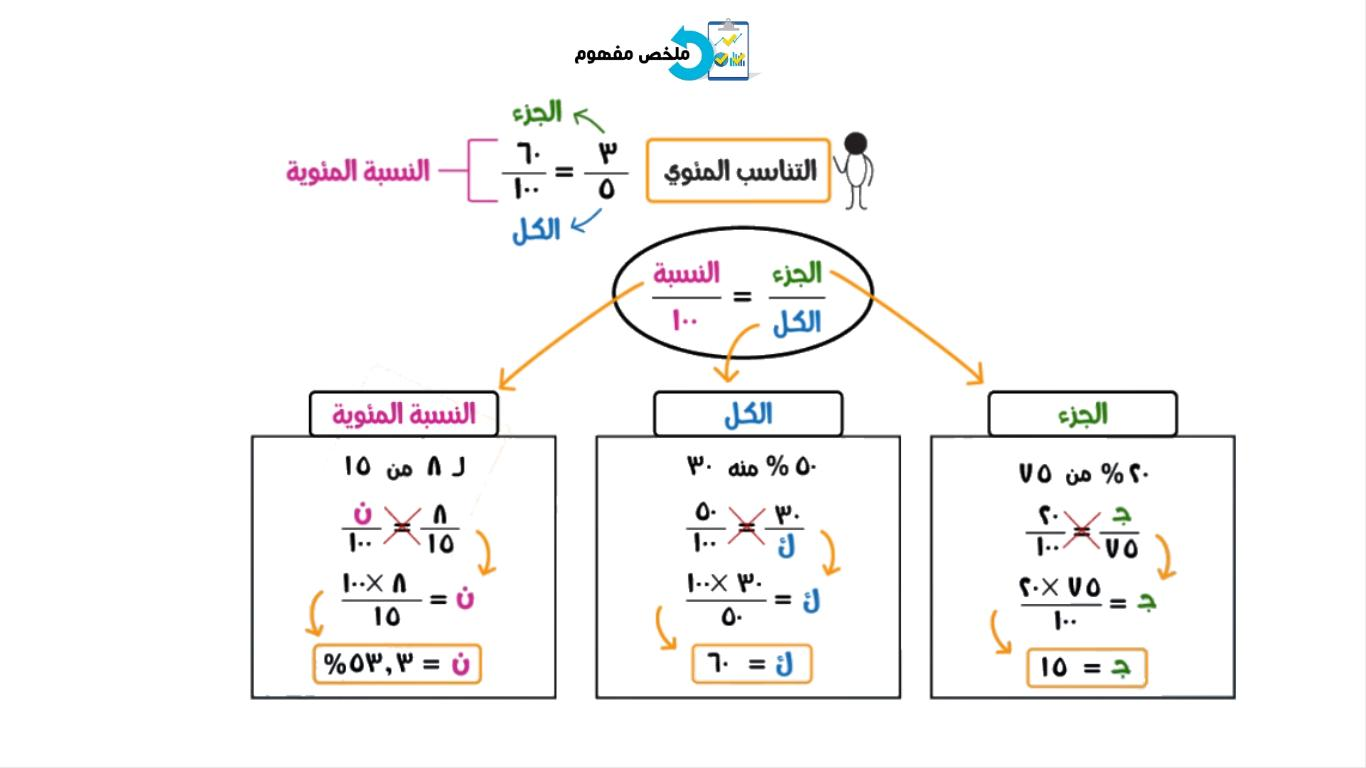 ملخص مفهوم
التناسب المئوي
الجزء
٣/٥ = ٦٠/١٠٠
النسبة المئوية
الكل
الجزء/الكل = النسبة/١٠٠
الجزء
٢٠% من ٧٥
ج/٧٥ = ٢٠/١٠٠
ج = ٧٥ × ٢٠/١٠٠
ج = ١٥
الكل
٥٠% منه ٣٠
٣٠/ك = ٥٠/١٠٠
ك = ٣٠ × ١٠٠/٥٠
ك = ٦٠
النسبة المئوية
لـ ٨ من ١٥
٨/١٥ = ن/١٠٠
ن = ٨ × ١٠٠/١٥
ن = ٥٣,٣%